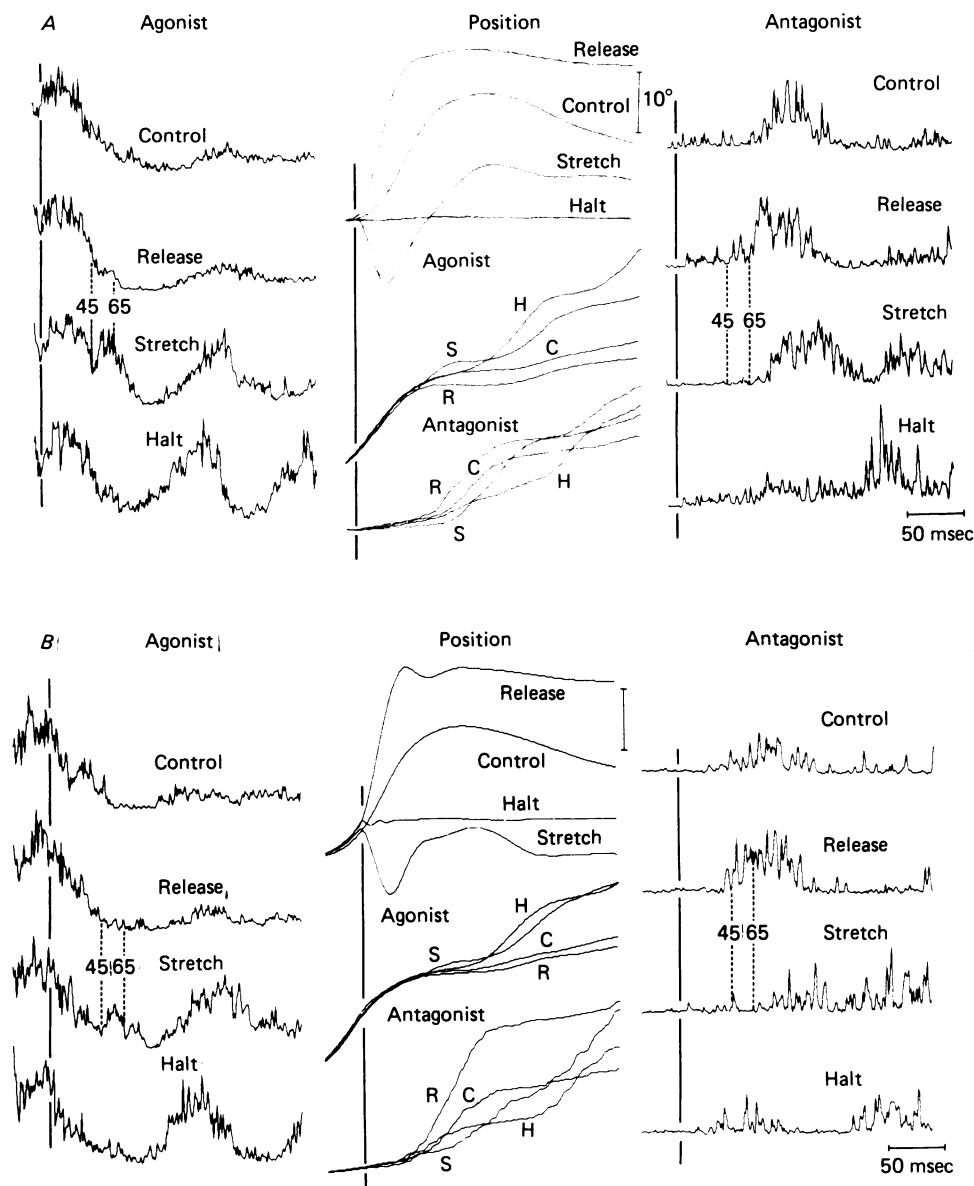 A Agonist Position Antagonist
Release
Control
10°
Control
Control
Stretch
Release
Halt
Release
Agonist
45 65
H
Stretch
45 65
Stretch
S
C
R
Halt
Antagonist
Halt
C
R
H
S
50 msec
B Agonist Position Antagonist
Release
Control
Control
Control
Halt
Release
Stretch
Release
Agonist
H
Stretch
45 65
Stretch
S
C
45 65
R
Antagonist
Halt
Halt
R
C
H
S
50 msec